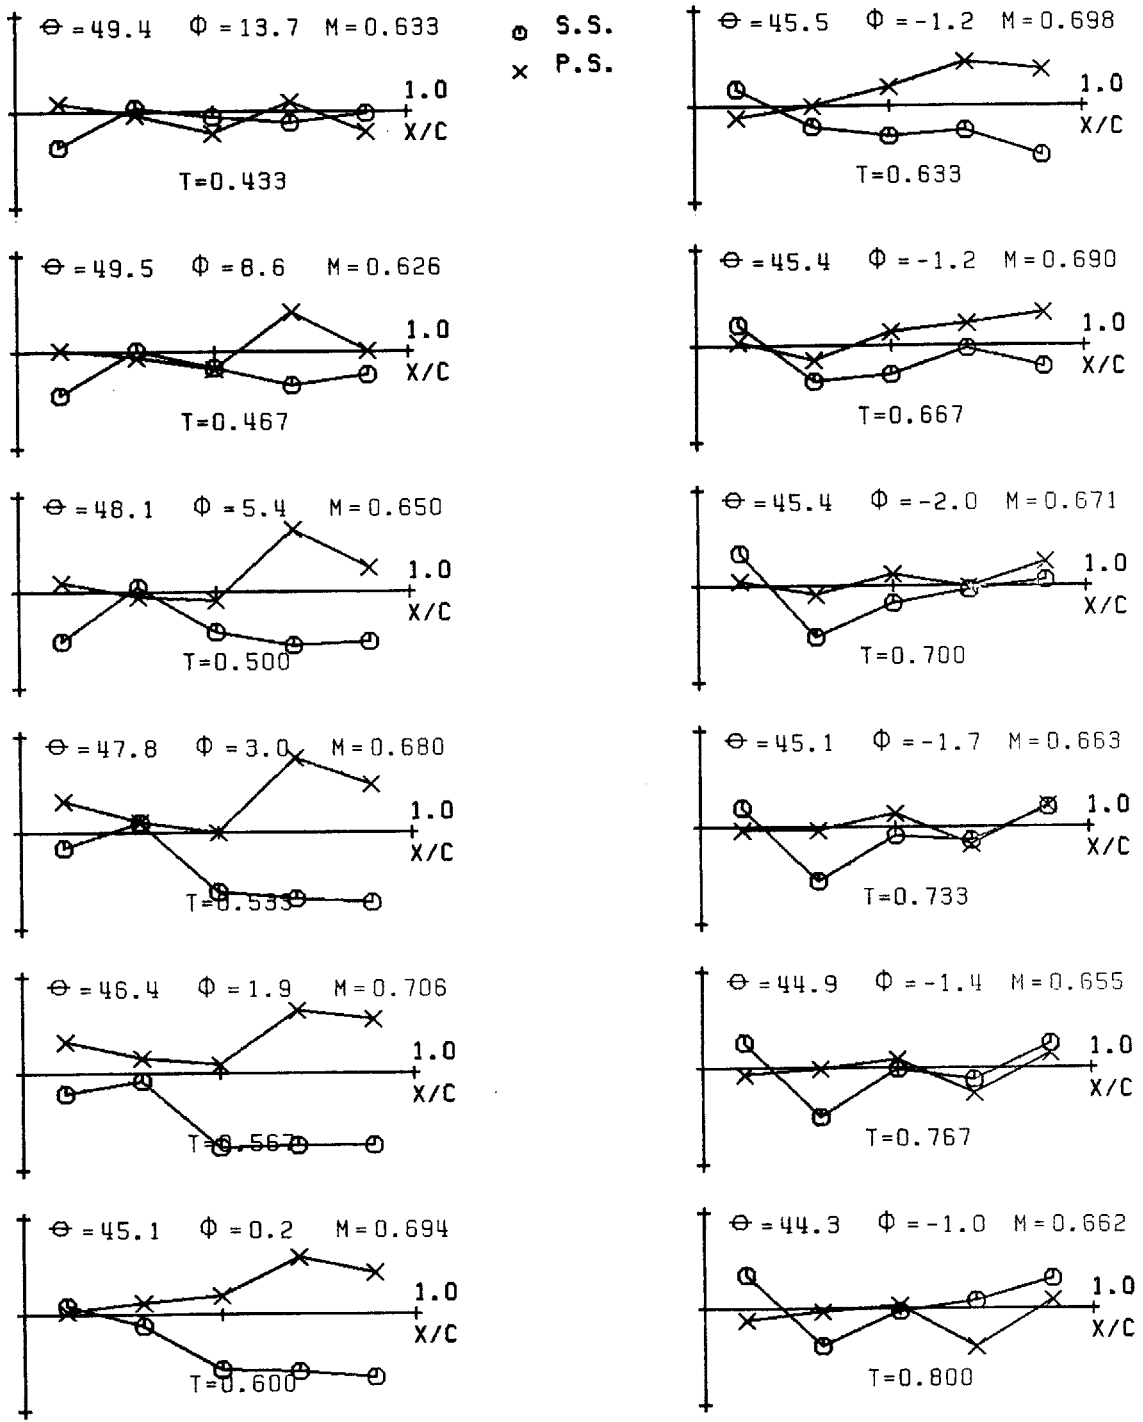 Θ=49.4 Φ=13.7 M=0.633
1.0
X/C
T=0.433
Θ=49.5 Φ=8.6 M=0.626
1.0
X/C
T=0.467
Θ=48.1 Φ=5.4 M=0.650
1.0
X/C
T=0.500
Θ=47.8 Φ=3.0 M=0.680
1.0
X/C
T=0.533
Θ=46.4 Φ=1.9 M=0.706
1.0
X/C
T=0.567
Θ=45.1 Φ=0.2 M=0.694
1.0
X/C
T=0.600
S.S.
P.S.
Θ=45.5 Φ=-1.2 M=0.698
1.0
X/C
T=0.633
Θ=45.4 Φ=-1.2 M=0.690
1.0
X/C
T=0.667
Θ=45.4 Φ=-2.0 M=0.671
1.0
X/C
T=0.700
Θ=45.1 Φ=-1.7 M=0.663
1.0
X/C
T=0.733
Θ=44.9 Φ=-1.4 M=0.655
1.0
X/C
T=0.767
Θ=44.3 Φ=-1.0 M=0.662
1.0
X/C
T=0.800